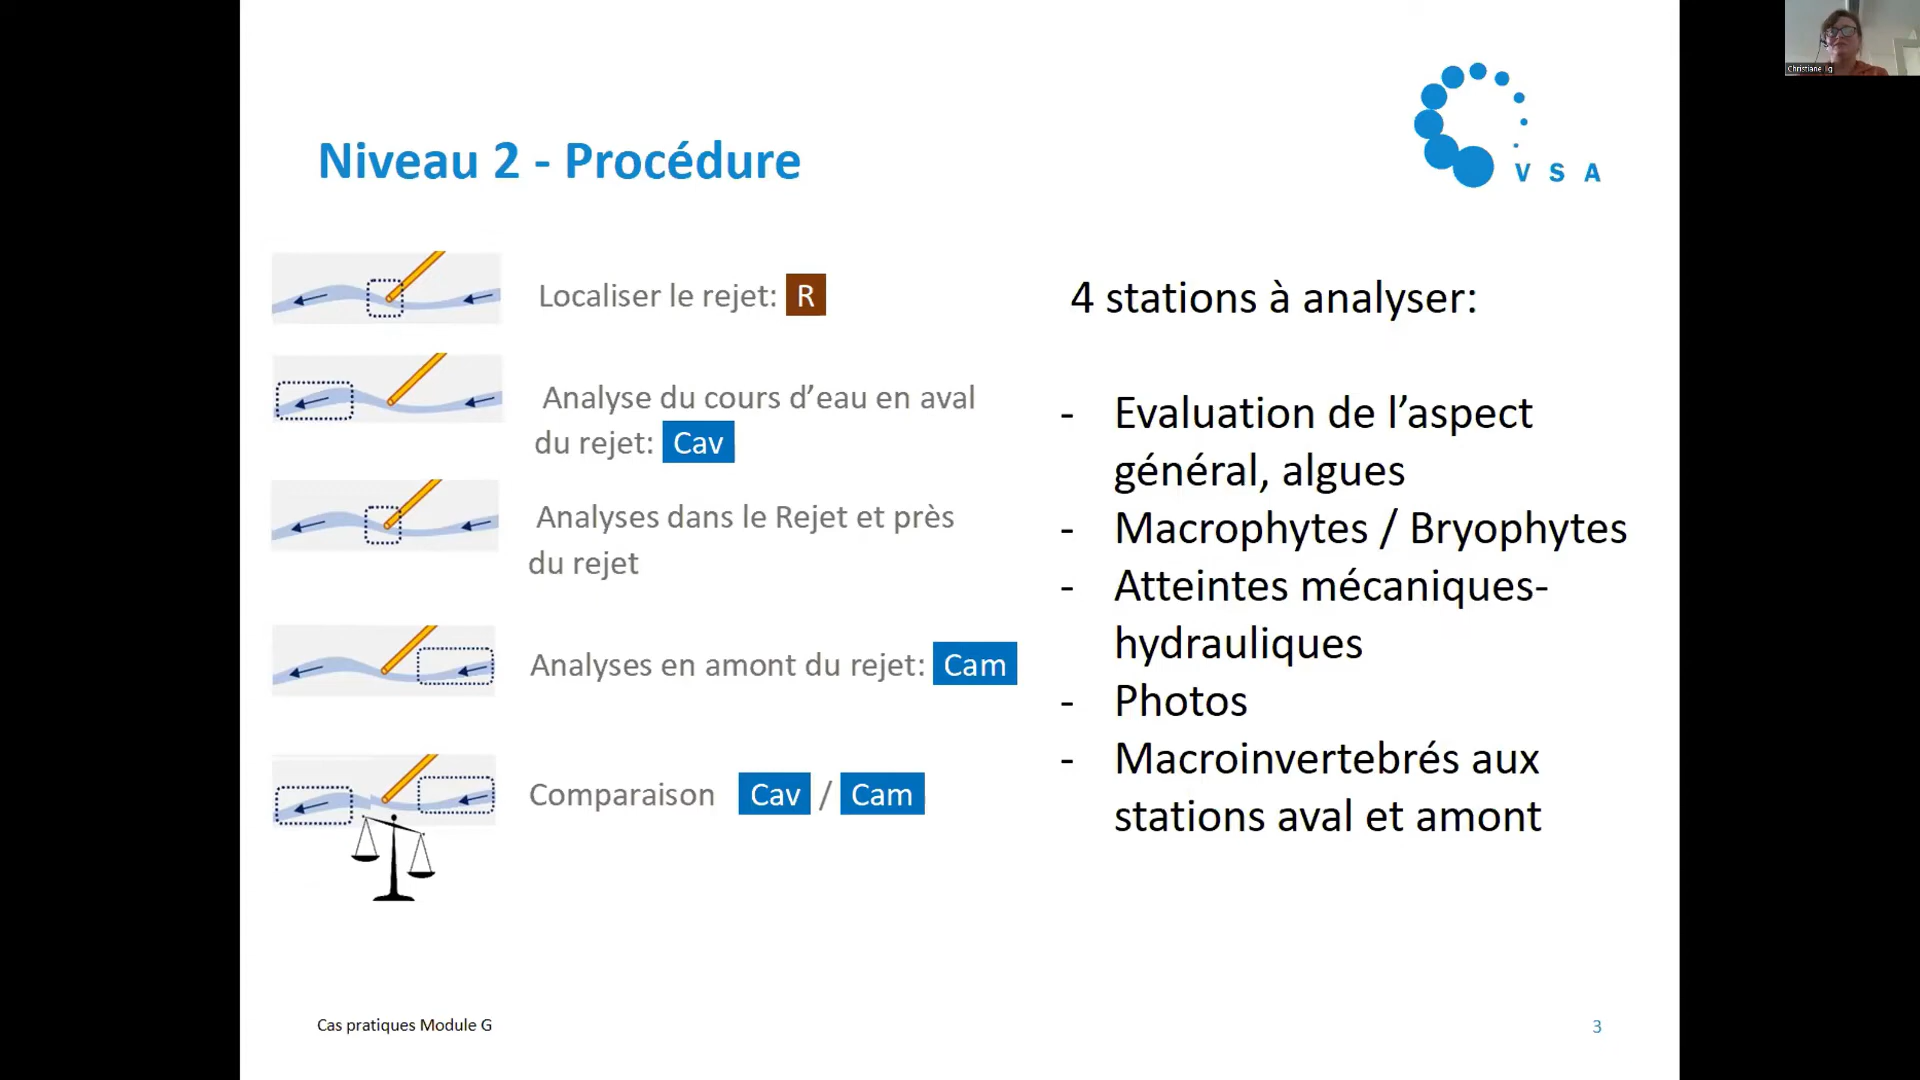 Christiane Ilg
V S A
Niveau 2 - Procédure
Localiser le rejet: R
Analyse du cours d’eau en aval
du rejet: Cav
Analyses dans le Rejet et près
du rejet
Analyses en amont du rejet: Cam
Comparaison Cav / Cam
4 stations à analyser:
- Evaluation de l’aspect
général, algues
- Macrophytes / Bryophytes
- Atteintes mécaniques-
hydrauliques
- Photos
- Macroinvertebrés aux
stations aval et amont
Cas pratiques Module G
3